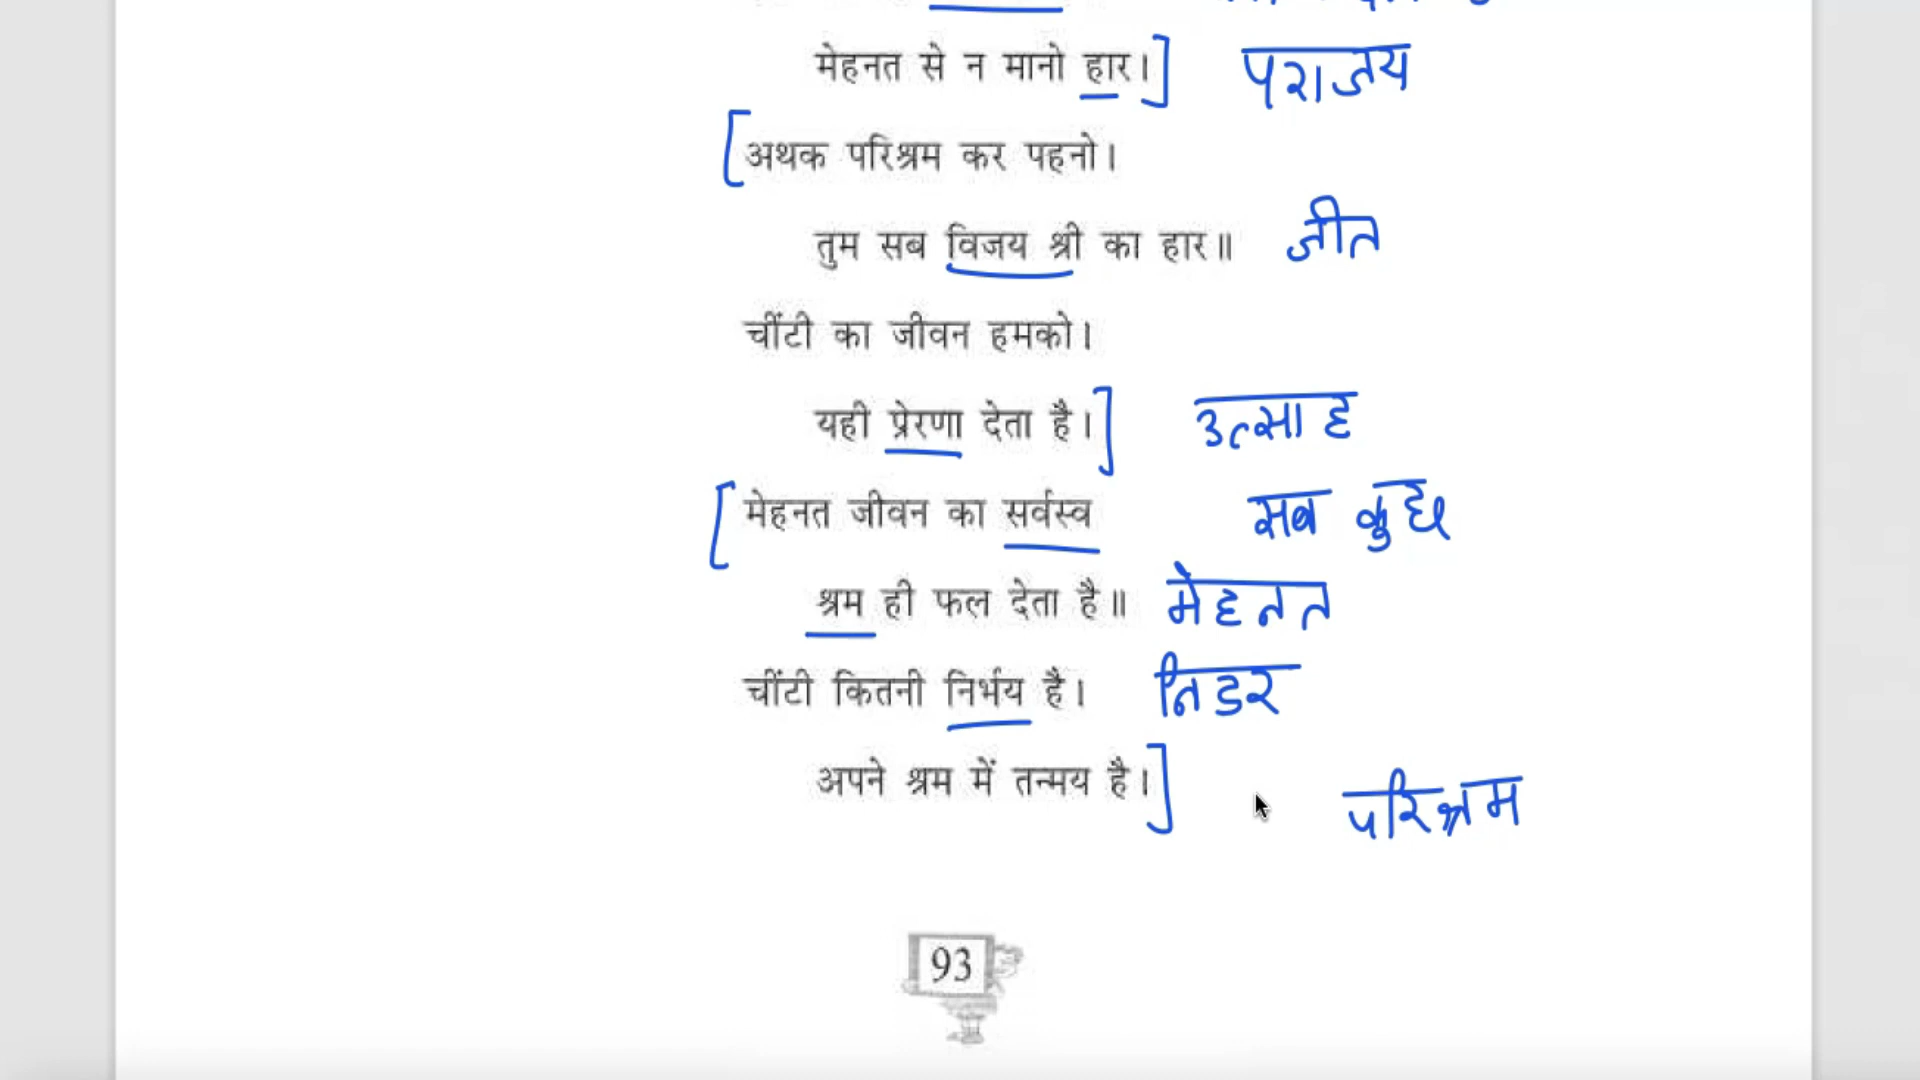 मेहनत से न मानो हार। पराजय
अथक परिश्रम कर पहनो।
तुम सब विजय श्री का हार॥ जीत
चींटी का जीवन हमको।
यही प्रेरणा देता है। उत्साह
मेहनत जीवन का सर्वस्व सब कुछ
श्रम ही फल देता है॥ मेहनत
चींटी कितनी निर्भय है। निडर
अपने श्रम में तन्मय है। परिश्रम
93